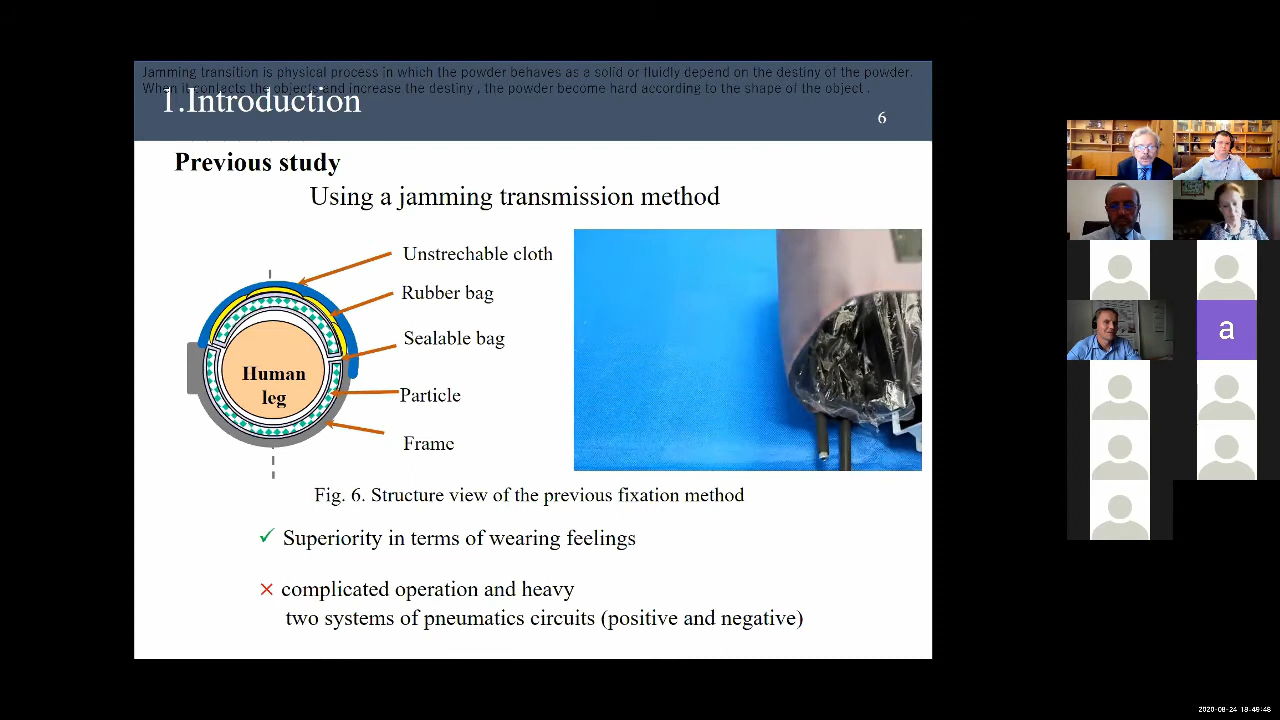 Jamming transition is physical process in which the powder behaves as a solid or fluidly depend on the destiny of the powder.
When it contacts the objects and increase the destiny , the powder become hard according to the shape of the object .
1.Introduction
6
Previous study
Using a jamming transmission method
Unstrechable cloth
Rubber bag
Sealable bag
Particle
Frame
Human
leg
Fig. 6. Structure view of the previous fixation method
✓ Superiority in terms of wearing feelings
× complicated operation and heavy
two systems of pneumatics circuits (positive and negative)
a
2020-08-24 18:49:48